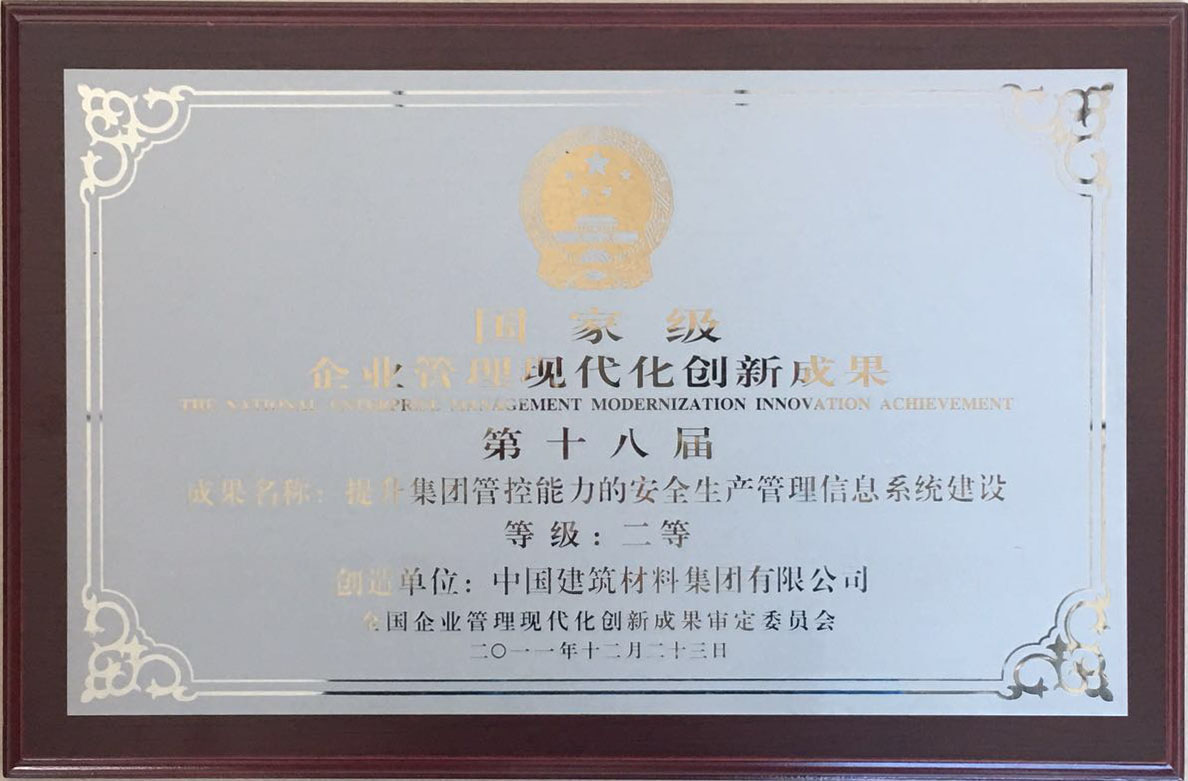 国家级
企业管理现代化创新成果
THE NATIONAL ENTERPRISE MANAGEMENT MODERNIZATION INNOVATION ACHIEVEMENT
第十八届
成果名称：提升集团管控能力的安全生产管理信息系统建设
等级：二等
创造单位：中国建筑材料集团有限公司
全国企业管理现代化创新成果审定委员会
二〇一一年十二月二十三日